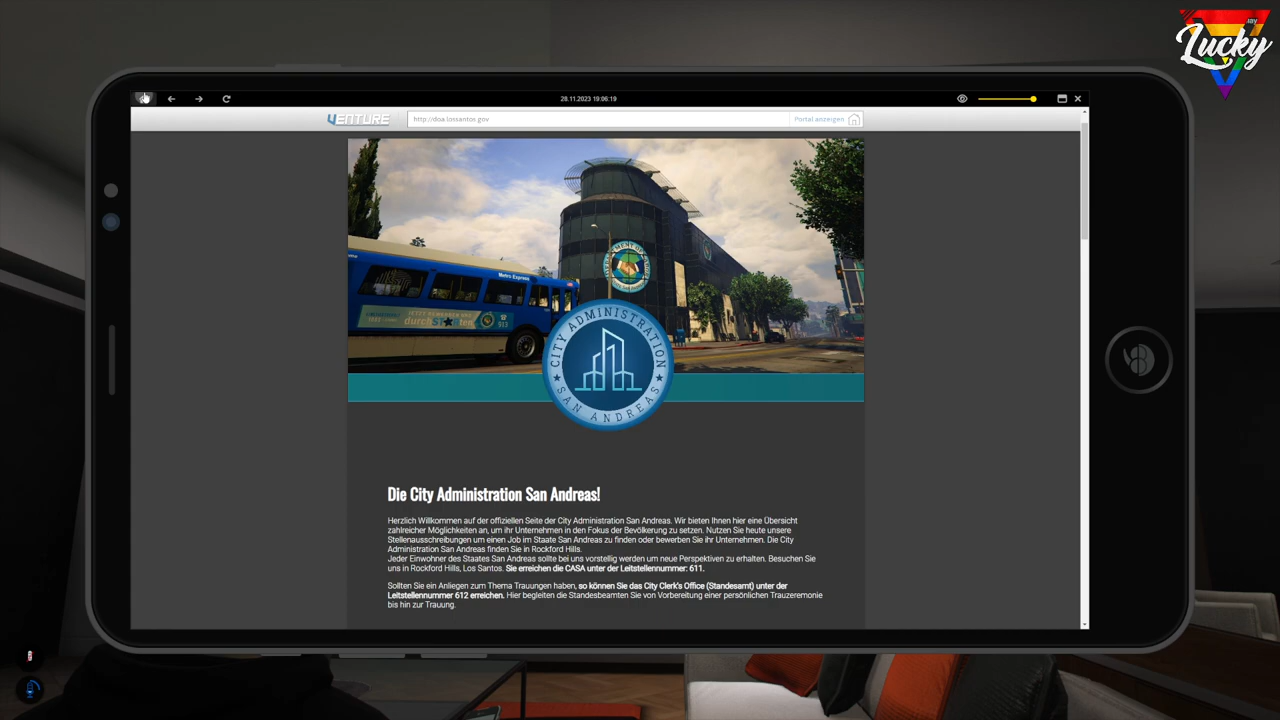 Jay
Lucky
28.11.2023 19:06:19
VENTURE
http://doa.lossantos.gov
Portal anzeigen
Metro Express
durchstarten
913
CITY ADMINISTRATION
SAN ANDREAS
Die City Administration San Andreas!
Herzlich Willkommen auf der offiziellen Seite der City Administration San Andreas. Wir bieten Ihnen hier eine Übersicht
zahlreicher Möglichkeiten an, um ihr Unternehmen in den Fokus der Bevölkerung zu setzen. Nutzen Sie heute unsere
Stellenausschreibungen um einen Job im Staate San Andreas zu finden oder bewerben Sie ihr Unternehmen. Die City
Administration San Andreas finden Sie in Rockford Hills.
Jeder Einwohner des Staates San Andreas sollte bei uns vorstellig werden um neue Perspektiven zu erhalten. Besuchen Sie
uns in Rockford Hills, Los Santos. Sie erreichen die CASA unter der Leitstellennummer: 611.
Sollten Sie ein Anliegen zum Thema Trauungen haben, so können Sie das City Clerk's Office (Standesamt) unter der
Leitstellennummer 612 erreichen. Hier begleiten die Standesbeamten Sie von Vorbereitung einer persönlichen Trauzeremonie
bis hin zur Trauung.